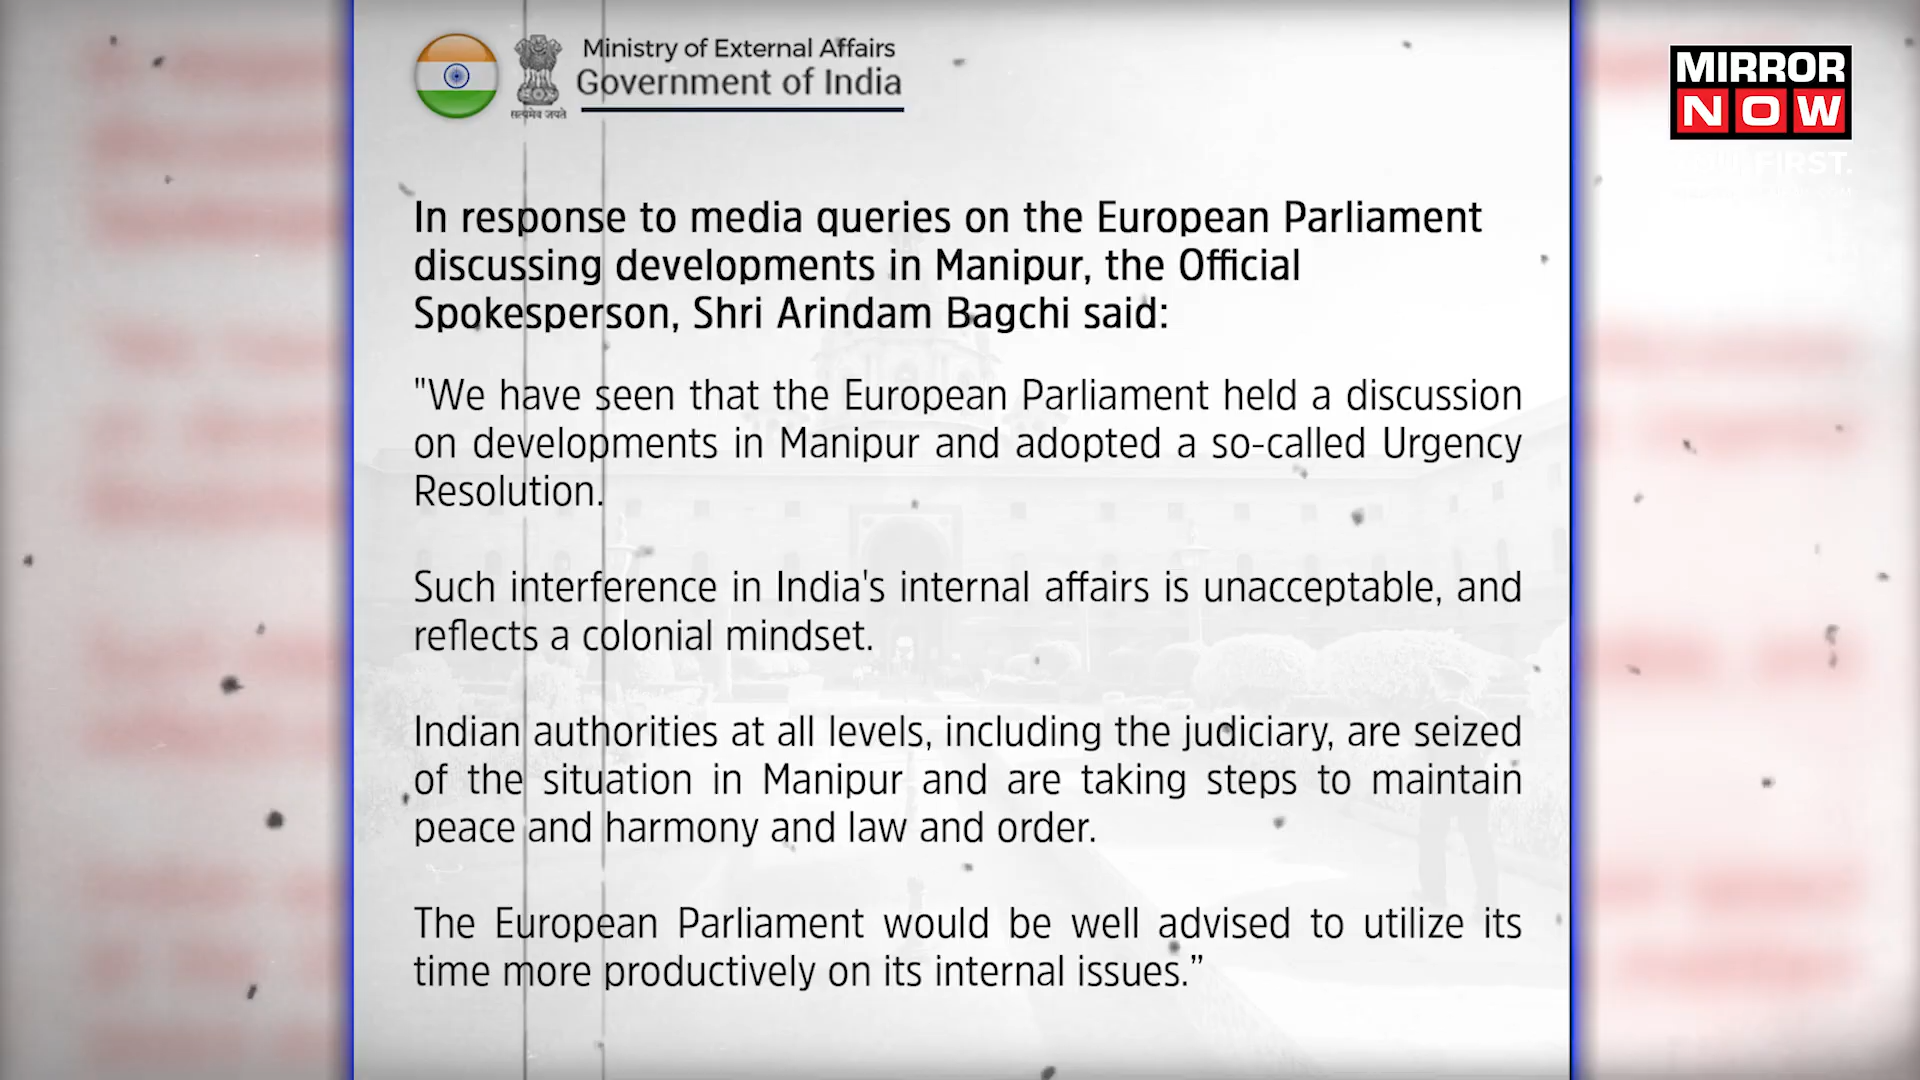 Ministry of External Affairs
Government of India
सत्यमेव जयते
MIRROR
NOW
FIRST.
In response to media queries on the European Parliament
discussing developments in Manipur, the Official
Spokesperson, Shri Arindam Bagchi said:
"We have seen that the European Parliament held a discussion
on developments in Manipur and adopted a so-called Urgency
Resolution.
Such interference in India's internal affairs is unacceptable, and
reflects a colonial mindset.
Indian authorities at all levels, including the judiciary, are seized
of the situation in Manipur and are taking steps to maintain
peace and harmony and law and order.
The European Parliament would be well advised to utilize its
time more productively on its internal issues.”